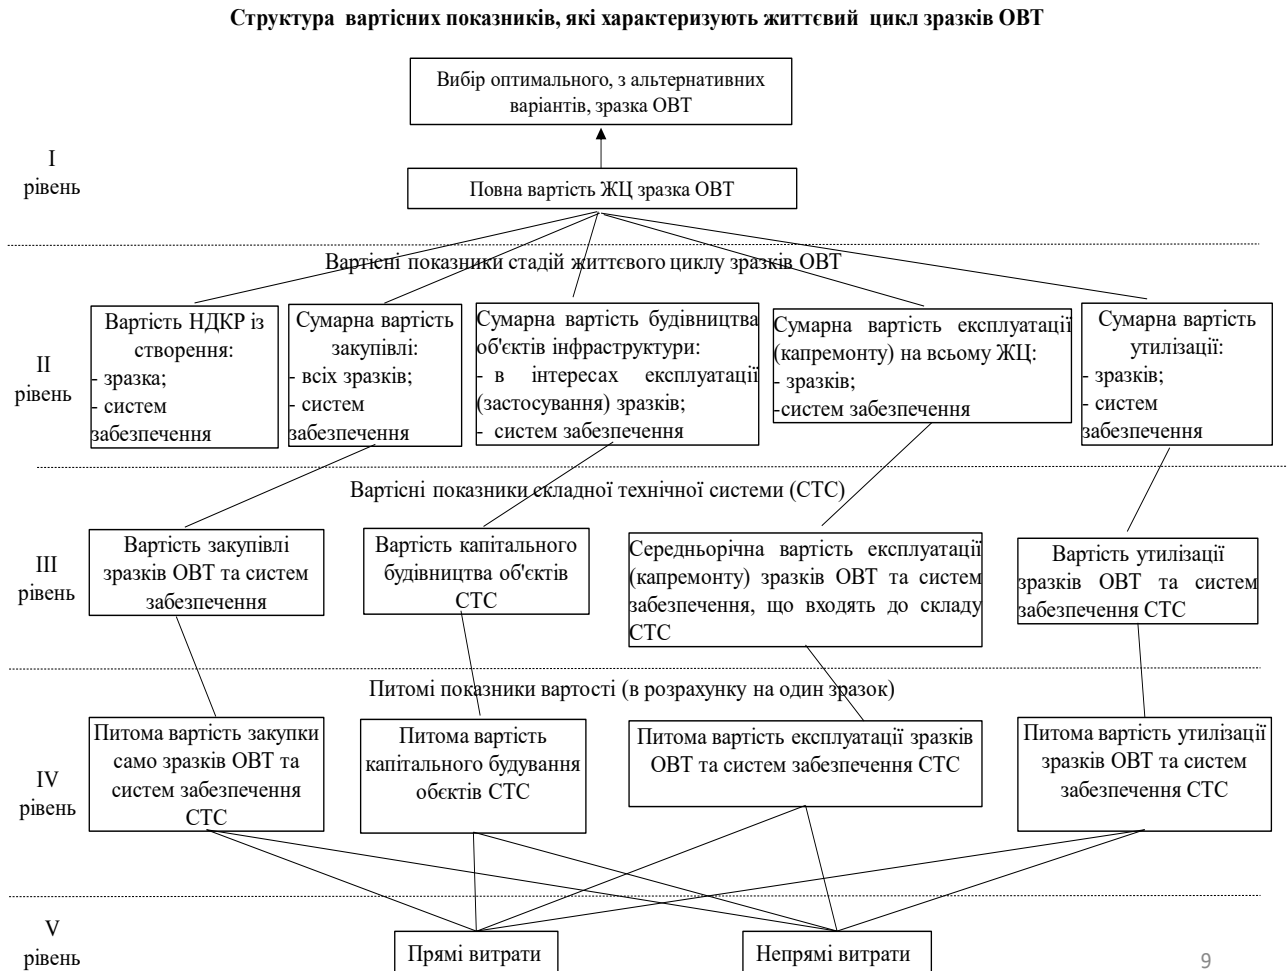 Структура вартісних показників, які характеризують життєвий цикл зразків ОВТ
Вибір оптимального, з альтернативних
варіантів, зразка ОВТ
І
рівень
Повна вартість ЖЦ зразка ОВТ
Вартісні показники стадій життєвого циклу зразків ОВТ
ІІ
рівень
Вартість НДКР із
створення:
- зразка;
- систем
забезпечення
Сумарна вартість
закупівлі:
- всіх зразків;
- систем
забезпечення
Сумарна вартість будівництва
об'єктів інфраструктури:
- в інтересах експлуатації
(застосування) зразків;
- систем забезпечення
Сумарна вартість експлуатації
(капремонту) на всьому ЖЦ:
- зразків;
-систем забезпечення
Сумарна вартість
утилізації:
- зразків;
- систем
забезпечення
Вартісні показники складної технічної системи (СТС)
ІІІ
рівень
Вартість закупівлі
зразків ОВТ та систем
забезпечення
Вартість капітального
будівництва об'єктів
СТС
Середньорічна вартість експлуатації
(капремонту) зразків ОВТ та систем
забезпечення, що входять до складу
СТС
Вартість утилізації
зразків ОВТ та систем
забезпечення СТС
Питомі показники вартості (в розрахунку на один зразок)
IV
рівень
Питома вартість закупки
само зразків ОВТ та
систем забезпечення
СТС
Питома вартість
капітального будування
обєктів СТС
Питома вартість експлуатації зразків
ОВТ та систем забезпечення СТС
Питома вартість утилізації
зразків ОВТ та систем
забезпечення СТС
V
рівень
Прямі витрати
Непрямі витрати
9